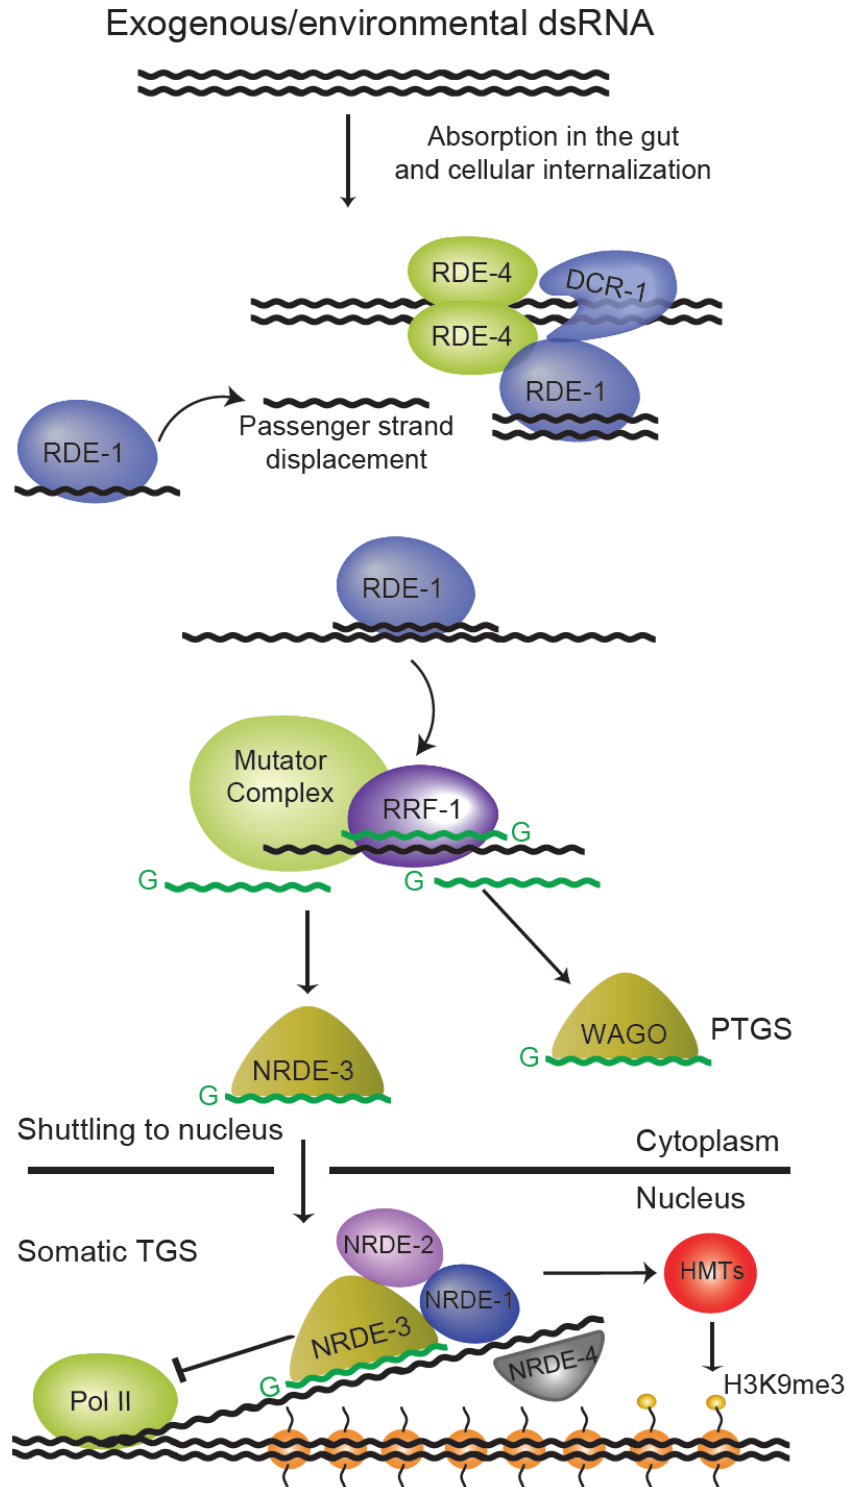 Exogenous/environmental dsRNA
Absorption in the gut
and cellular internalization
RDE-4
DCR-1
RDE-4
RDE-1
RDE-1
Passenger strand
displacement
RDE-1
Mutator
Complex
RRF-1
G
G
G
NRDE-3
G
WAGO
G
PTGS
Shuttling to nucleus
Cytoplasm
Nucleus
Somatic TGS
NRDE-2
HMTs
NRDE-1
NRDE-3
NRDE-4
G
Pol II
H3K9me3